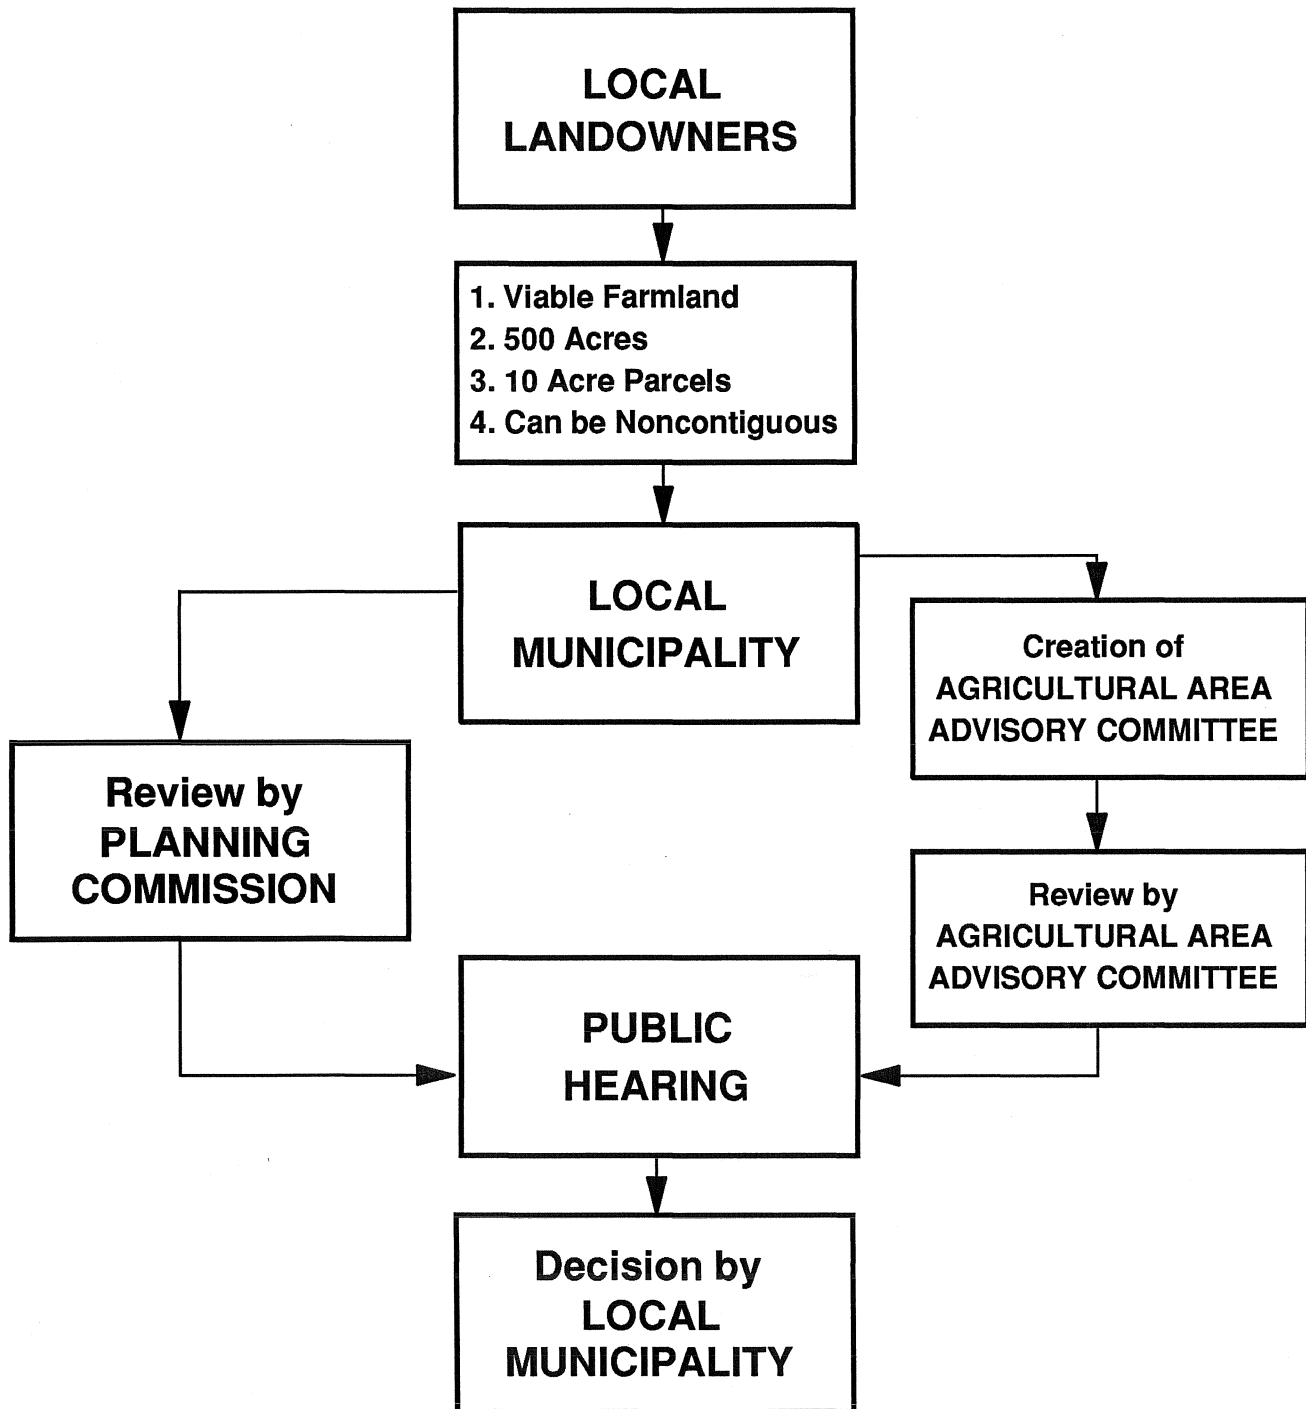 LOCAL
LANDOWNERS
1. Viable Farmland
2. 500 Acres
3. 10 Acre Parcels
4. Can be Noncontiguous
LOCAL
MUNICIPALITY
Creation of
AGRICULTURAL AREA
ADVISORY COMMITTEE
Review by
PLANNING
COMMISSION
Review by
AGRICULTURAL AREA
ADVISORY COMMITTEE
PUBLIC
HEARING
Decision by
LOCAL
MUNICIPALITY